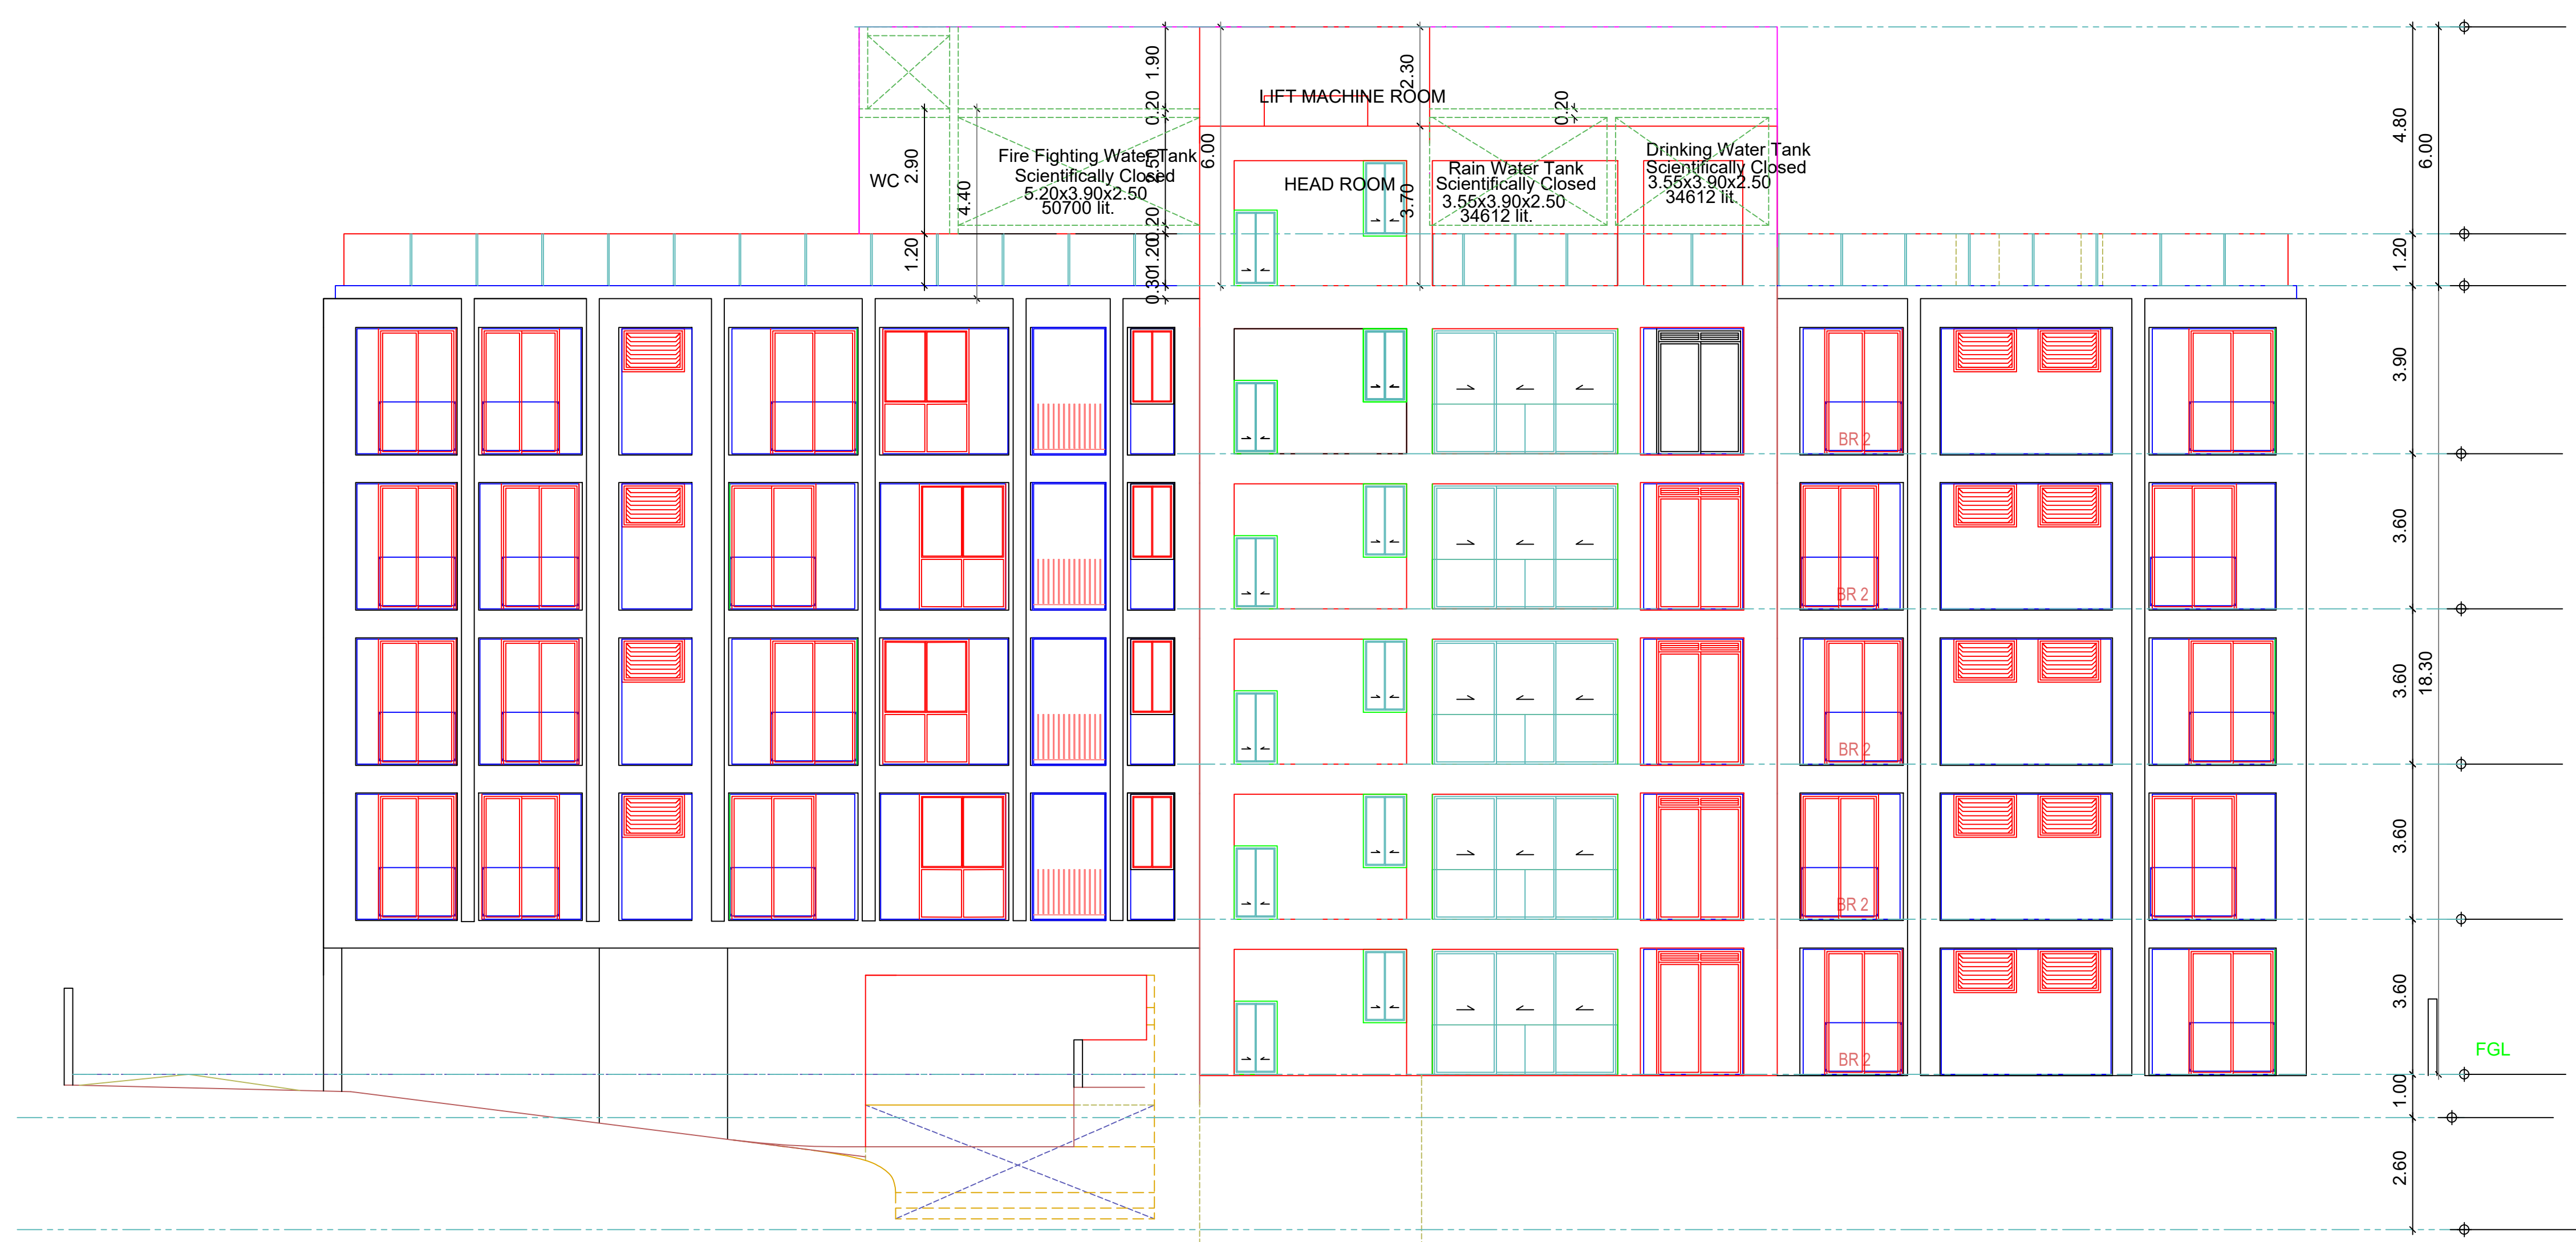 1.90
2.30
LIFT MACHINE ROOM
0.20
0.20
4.80
6.00
6.00
Fire Fighting Water Tank
Scientifically Closed
5.20x3.90x2.50
50700 lit.
2.50
WC
2.90
4.40
HEAD ROOM
3.70
Rain Water Tank
Scientifically Closed
3.55x3.90x2.50
34612 lit.
Drinking Water Tank
Scientifically Closed
3.55x3.90x2.50
34612 lit.
0.20
1.20
1.20
0.30
1.20
3.90
BR 2
3.60
BR 2
3.60
18.30
BR 2
3.60
BR 2
3.60
BR 2
FGL
1.00
2.60